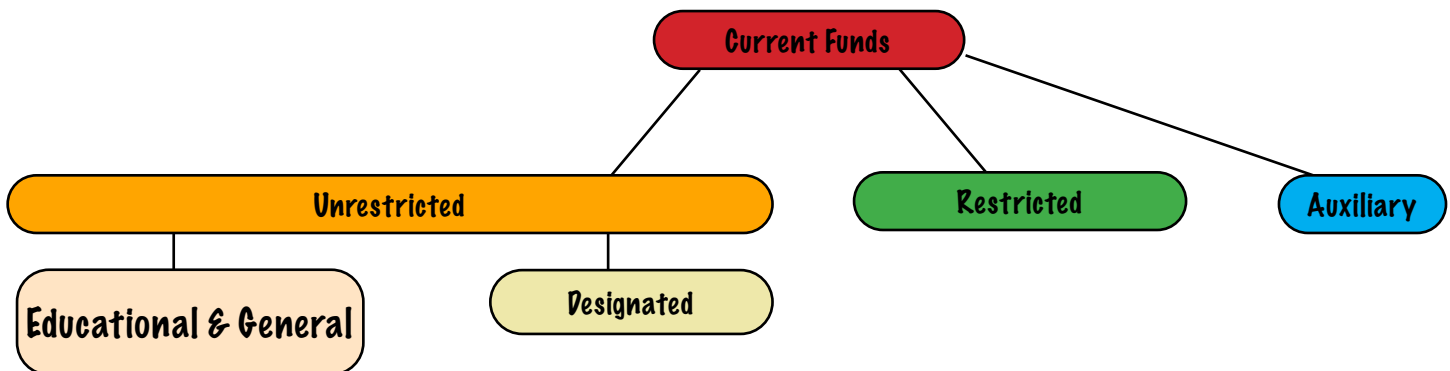 Current Funds
Unrestricted
Restricted
Auxiliary
Educational & General
Designated